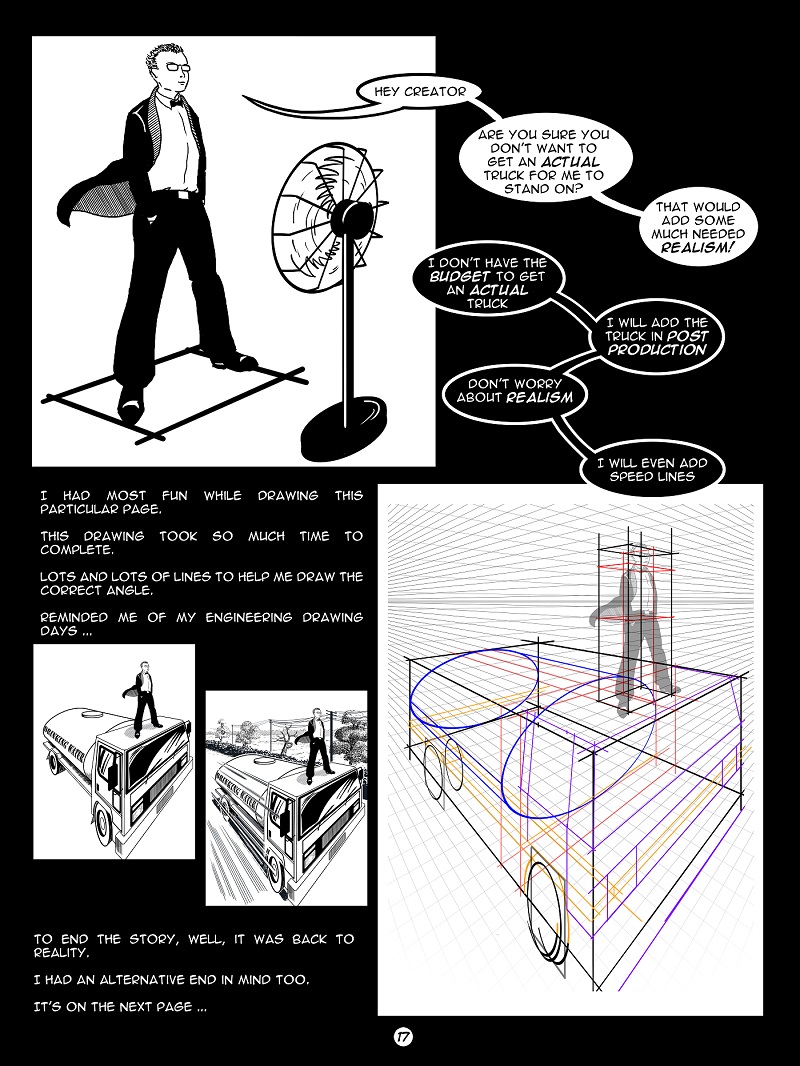 HEY CREATOR
ARE YOU SURE YOU
DON'T WANT TO
GET AN ACTUAL
TRUCK FOR ME TO
STAND ON?
THAT WOULD
ADD SOME
MUCH NEEDED
REALISM!
I DON'T HAVE THE
BUDGET TO GET
AN ACTUAL
TRUCK
I WILL ADD THE
TRUCK IN POST
PRODUCTION
DON'T WORRY
ABOUT REALISM
I WILL EVEN ADD
SPEED LINES
I HAD MOST FUN WHILE DRAWING THIS
PARTICULAR PAGE.
THIS DRAWING TOOK SO MUCH TIME TO
COMPLETE.
LOTS AND LOTS OF LINES TO HELP ME DRAW THE
CORRECT ANGLE.
REMINDED ME OF MY ENGINEERING DRAWING
DAYS ...
DRINKING WATER
DRINKING WATER
TO END THE STORY, WELL, IT WAS BACK TO
REALITY.
I HAD AN ALTERNATIVE END IN MIND TOO.
IT'S ON THE NEXT PAGE ...
17